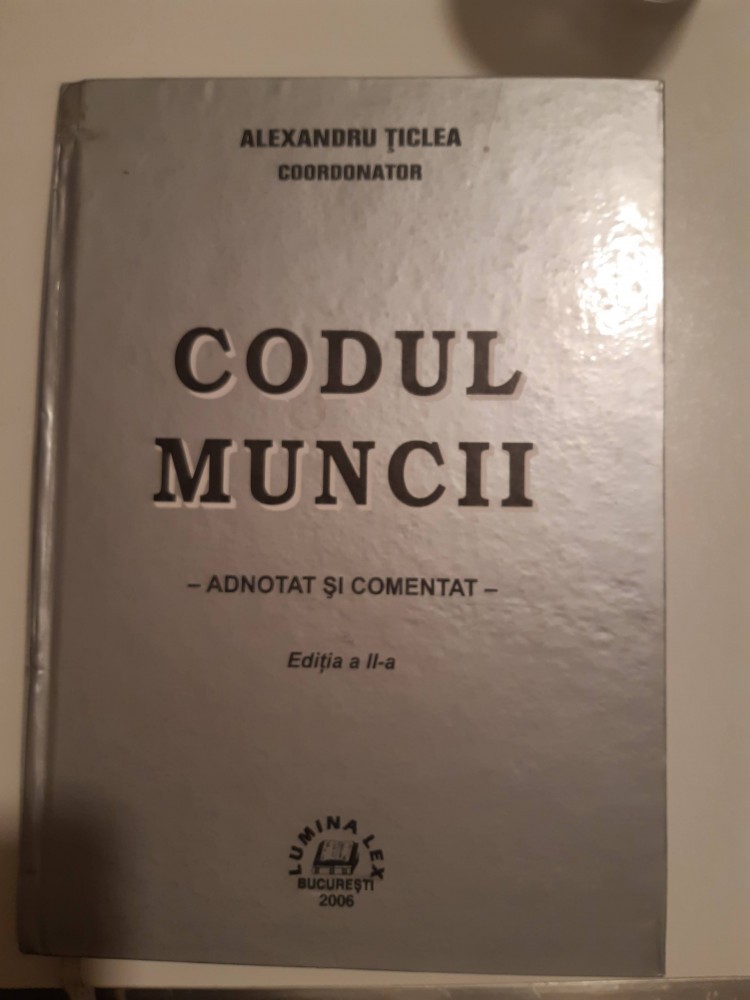 ALEXANDRU ŢICLEA
COORDONATOR
CODUL
MUNCII
– ADNOTAT ŞI COMENTAT –
Ediţia a II-a
LUMINA LEX
BUCUREŞTI
2006